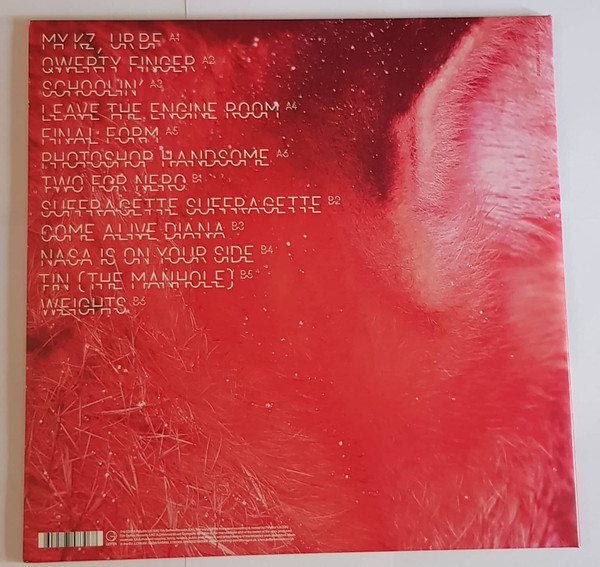 MY KZ, UR BF A1
QWERTY FINGER A2
SCHOOLIN' A3
LEAVE THE ENGINE ROOM A4
FINAL FORM A5
PHOTOSHOP HANDSOME A6
TWO FOR NERO B1
SUFFRAGETTE SUFFRAGETTE B2
COME ALIVE DIANA B3
NASA IS ON YOUR SIDE B4
TIN (THE MANHOLE) B5
WEIGHTS B6